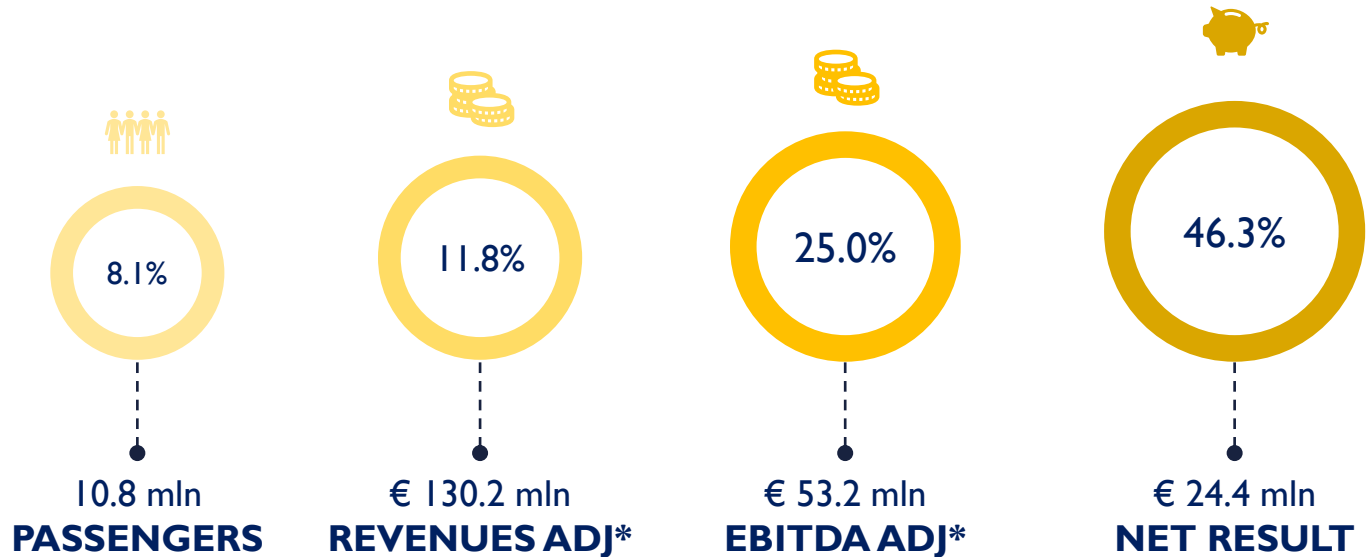 8.1%
11.8%
25.0%
46.3%
10.8 mln
PASSENGERS
€ 130.2 mln
REVENUES ADJ*
€ 53.2 mln
EBITDA ADJ*
€ 24.4 mln
NET RESULT